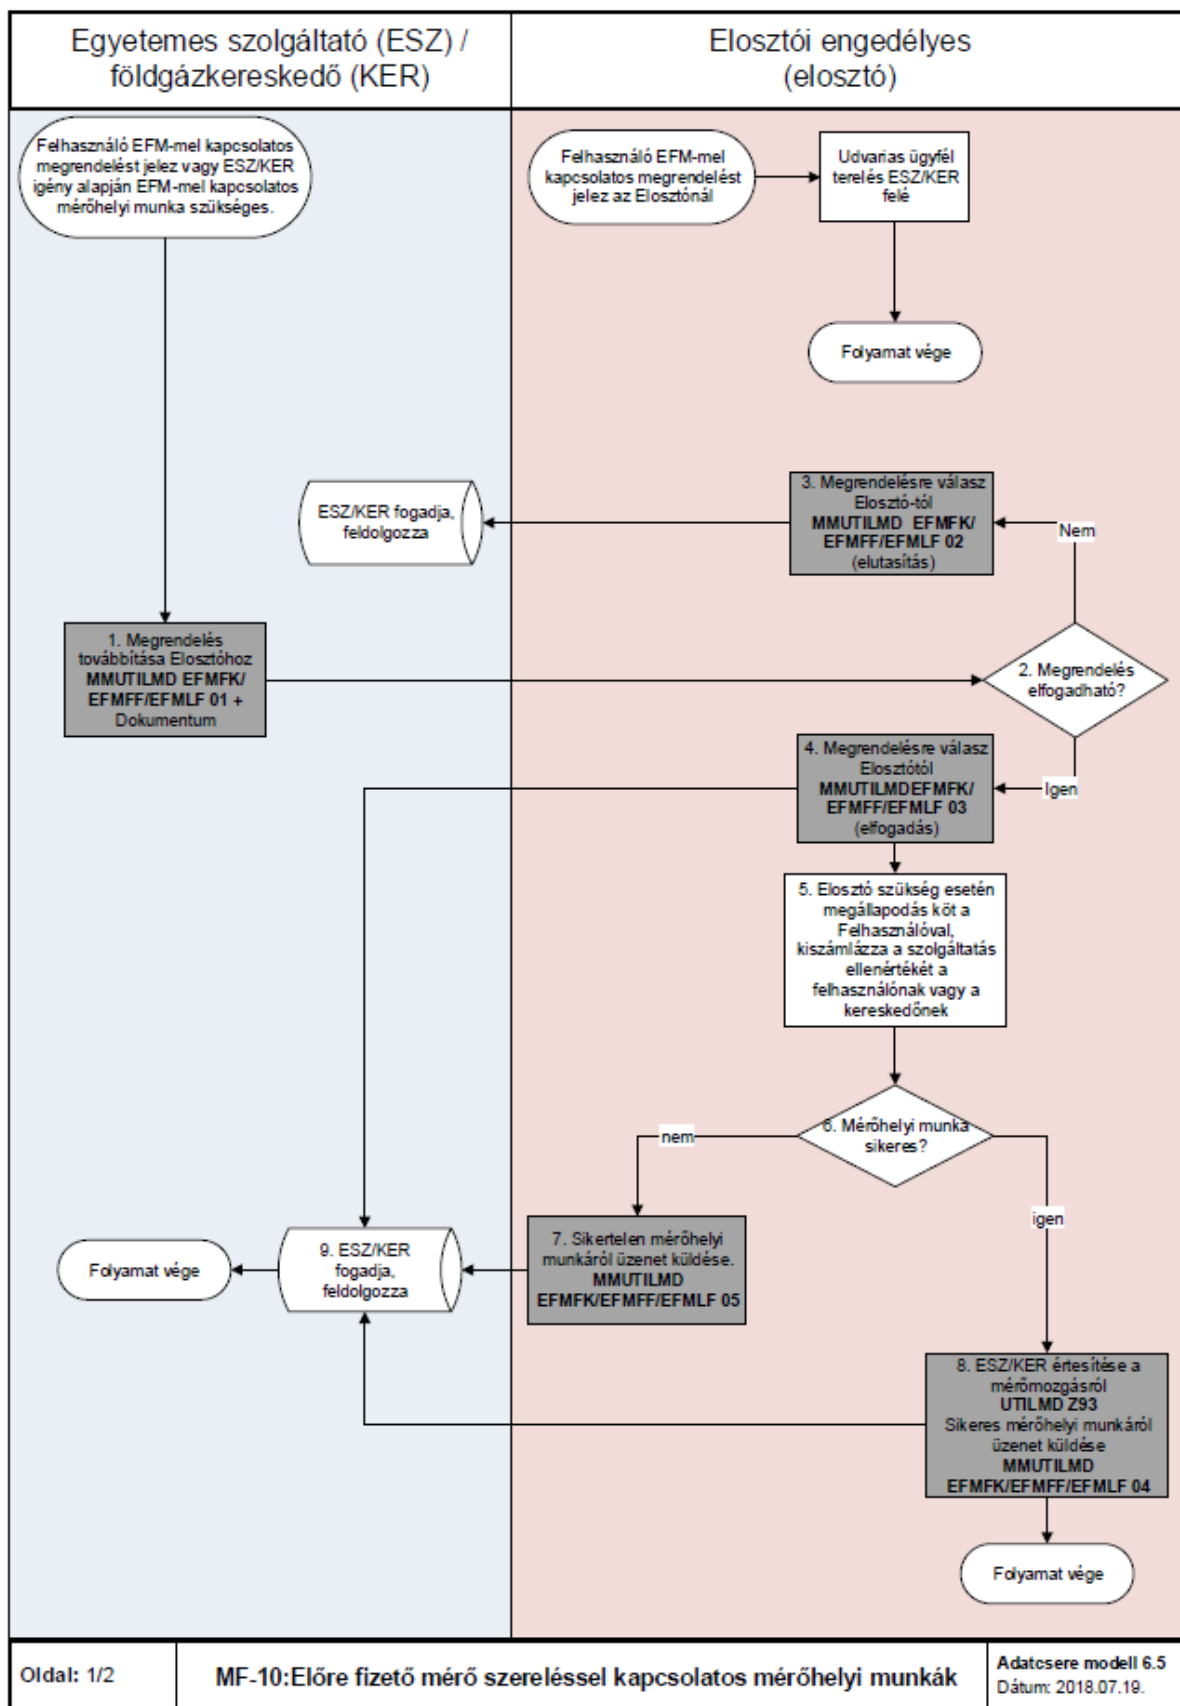 Egyetemes szolgáltató (ESZ) /
földgázkereskedő (KER)
Elosztói engedélyes
(elosztó)
Felhasználó EFM-mel kapcsolatos
megrendelést jelez vagy ESZ/KER
igény alapján EFM-mel kapcsolatos
mérőhelyi munka szükséges.
Felhasználó EFM-mel
kapcsolatos megrendelést
jelez az Elosztónál
Udvarias ügyfél
terelés ESZ/KER
felé
Folyamat vége
3. Megrendelésre válasz
Elosztó-tól
MMUTILMD EFMFK/
EFMFF/EFMLF 02
(elutasítás)
Nem
ESZ/KER fogadja,
feldolgozza
1. Megrendelés
továbbítása Elosztóhoz
MMUTILMD EFMFK/
EFMFF/EFMLF 01 +
Dokumentum
2. Megrendelés
elfogadható?
4. Megrendelésre válasz
Elosztótól
MMUTILMDEFMFK/
EFMFF/EFMLF 03
(elfogadás)
Igen
5. Elosztó szükség esetén
megállapodás köt a
Felhasználóval,
kiszámlázza a szolgáltatás
ellenértékét a
felhasználónak vagy a
kereskedőnek
6. Mérőhelyi munka
sikeres?
nem
igen
7. Sikertelen mérőhelyi
munkáról üzenet küldése.
MMUTILMD
EFMFK/EFMFF/EFMLF 05
9. ESZ/KER
fogadja,
feldolgozza
Folyamat vége
8. ESZ/KER értesítése a
mérőmozgásról
UTILMD Z93
Sikeres mérőhelyi munkáról
üzenet küldése
MMUTILMD
EFMFK/EFMFF/EFMLF 04
Folyamat vége
Oldal: 1/2
MF-10:Előre fizető mérő szereléssel kapcsolatos mérőhelyi munkák
Adatcsere modell 6.5
Dátum: 2018.07.19.